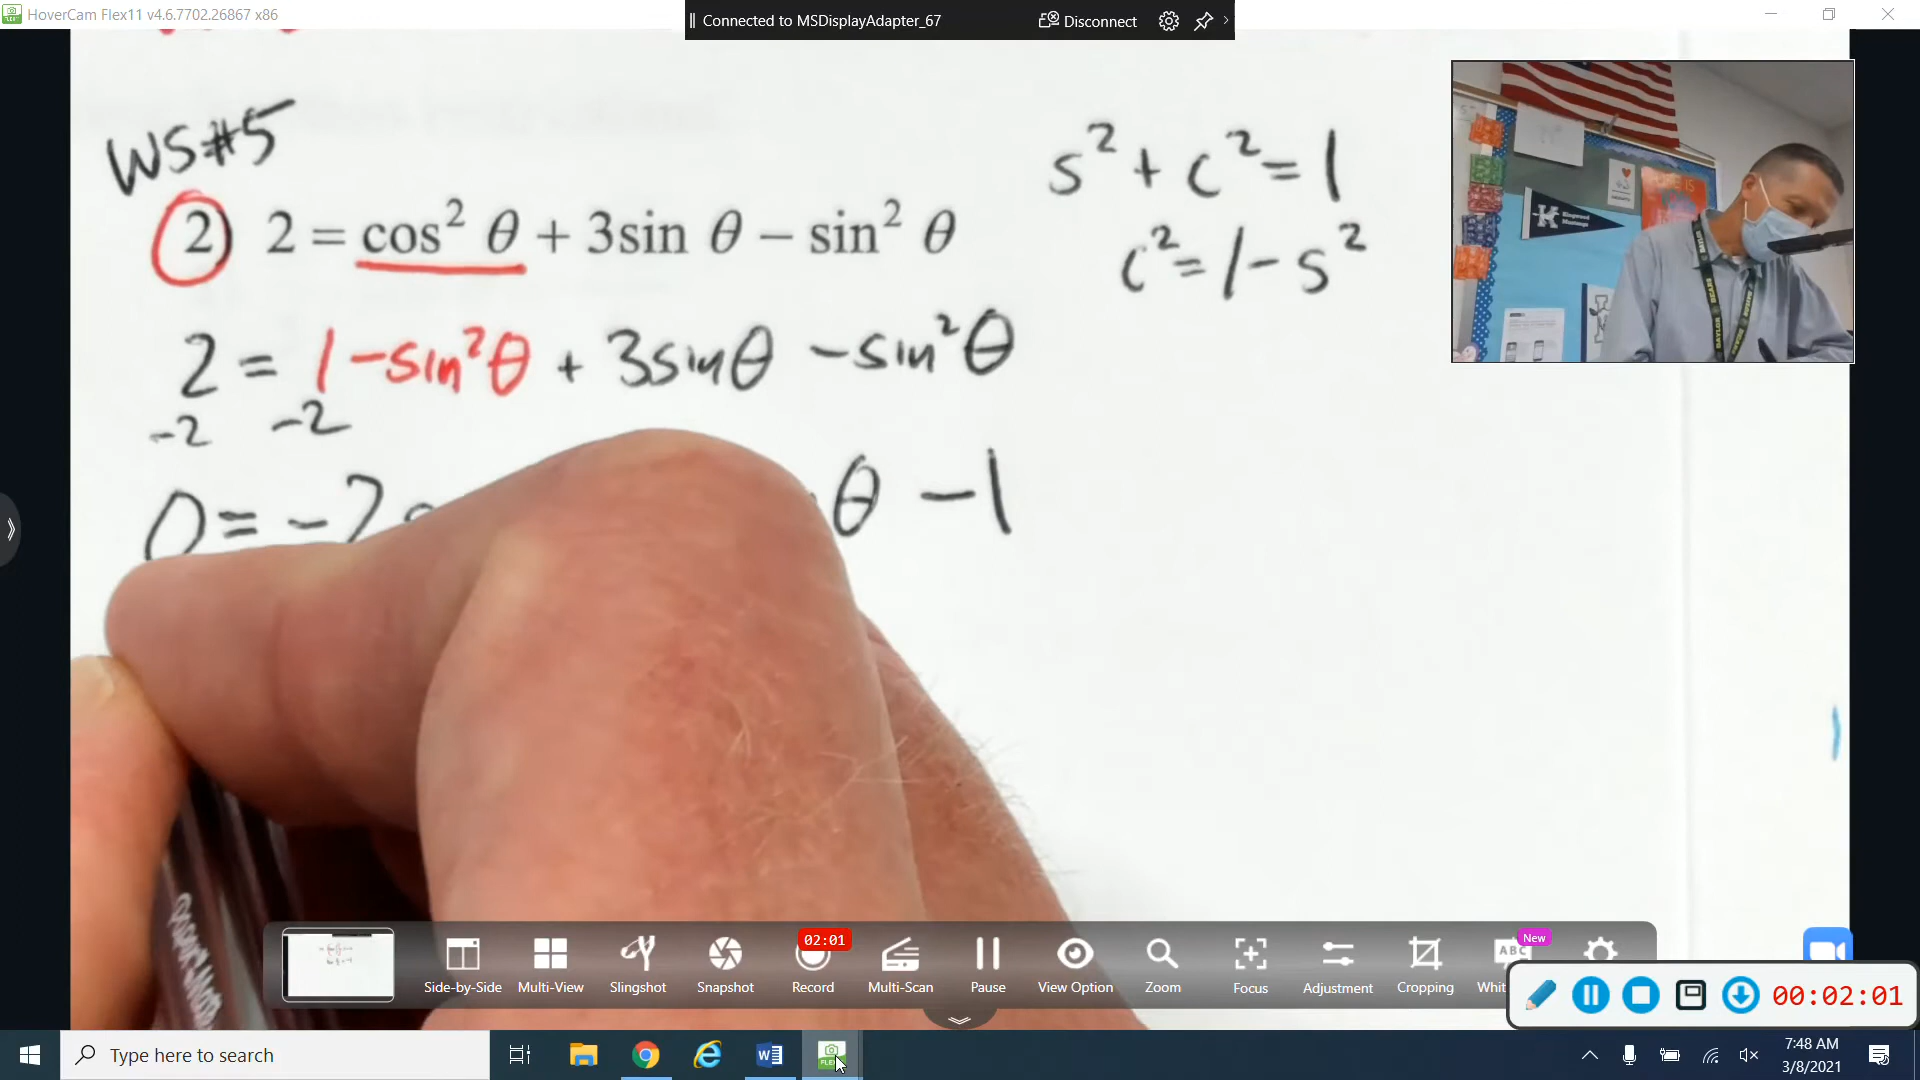 HoverCam Flex11 v4.6.7702.26867 x86
Connected to MSDisplayAdapter_67
Disconnect
WS#5
2) 2 = cos² θ + 3sin θ − sin² θ
2 = 1 − sin²θ + 3sinθ − sin²θ
-2 -2
0 = -2
θ - 1
s² + c² = 1
c² = 1 - s²
02:01
New
ABC
Side-by-Side
Multi-View
Slingshot
Snapshot
Record
Multi-Scan
Pause
View Option
Zoom
Focus
Adjustment
Cropping
Whit
00:02:01
Type here to search
7:48 AM
3/8/2021